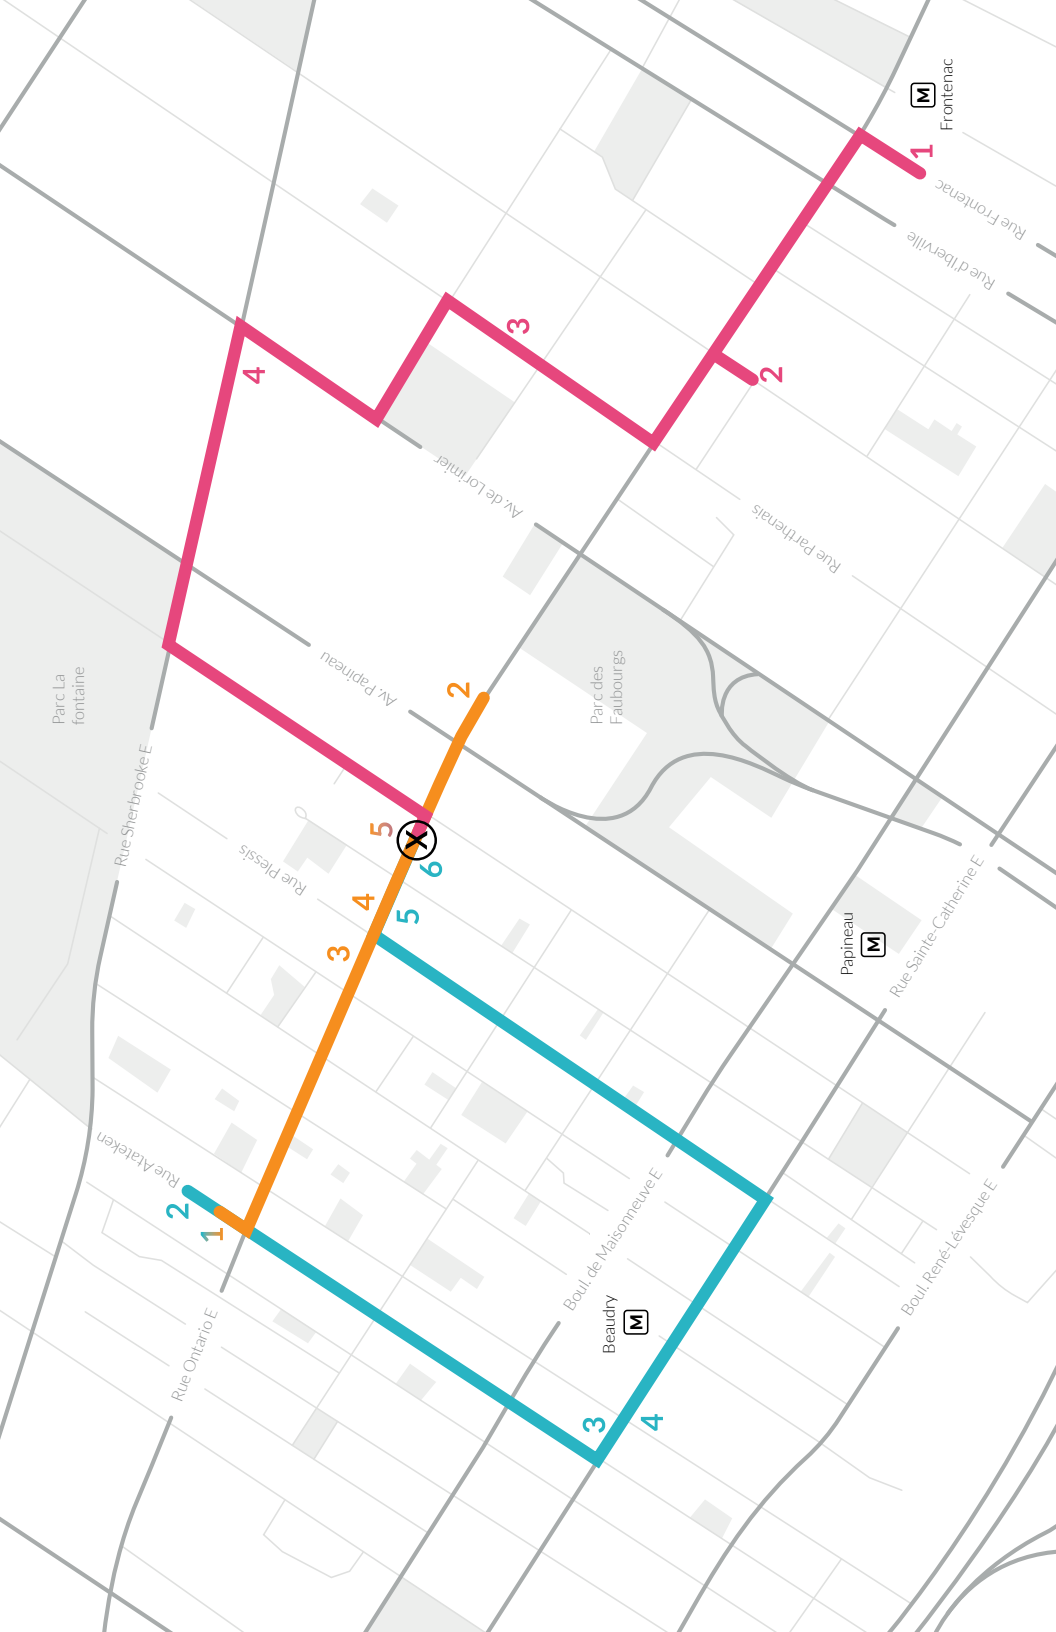 M
Frontenac
1
Rue Frontenac
Rue d'Iberville
2
3
4
Av. de Lorimier
Rue Parthenais
Parc La
fontaine
Av. Papineau
2
Parc des
Faubourgs
Rue Sherbrooke E
5
X
6
Rue Plessis
4
5
3
Papineau
M
Rue Sainte-Catherine E
Rue Atateken
2
1
Boul. de Maisonneuve E
Boul. René-Lévesque E
Beaudry
M
Rue Ontario E
3
4